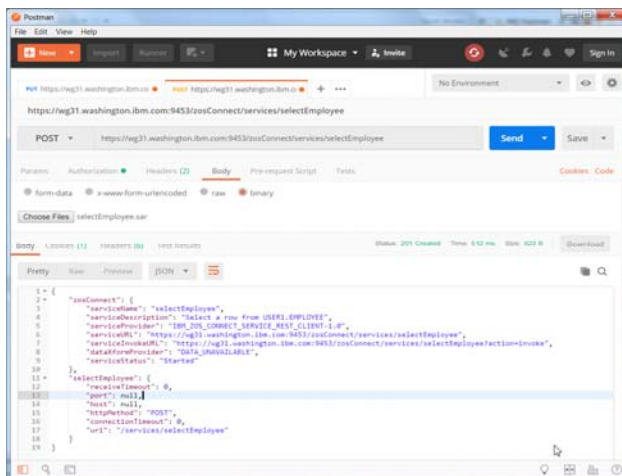 Postman
File Edit View Help
New Import Runner My Workspace Invite Sign In
PUT https://wg31.washington.ibm.co POST https://wg31.washington.ibm.c + ••• No Environment
https://wg31.washington.ibm.com:9453/zosConnect/services/selectEmployee
POST https://wg31.washington.ibm.com:9453/zosConnect/services/selectEmployee Send Save
Params Authorization Headers (2) Body Pre-request Script Tests Cookies Code
form-data x-www-form-urlencoded raw binary
Choose Files selectEmployee.sar
Body Cookies (1) Headers (6) Test Results Status: 201 Created Time: 512 ms Download
Pretty Raw Preview JSON
1 {
2 "zosConnect": {
3 "serviceName": "selectEmployee",
4 "serviceDescription": "Select a row from USER1.EMPLOYEE",
5 "serviceProvider": "IBM_ZOS_CONNECT_SERVICE_REST_CLIENT-1.0",
6 "serviceURL": "https://wg31.washington.ibm.com:9453/zosConnect/services/selectEmployee",
7 "serviceInvokeURL": "https://wg31.washington.ibm.com:9453/zosConnect/services/selectEmployee?action=invoke",
8 "dataXformProvider": "DATA_UNAVAILABLE",
9 "serviceStatus": "Started"
10 },
11 "selectEmployee": {
12 "receiveTimeout": 0,
13 "port": null,
14 "host": null,
15 "httpMethod": "POST",
16 "connectionTimeout": 0,
17 "uri": "/services/selectEmployee"
18 }
19 }